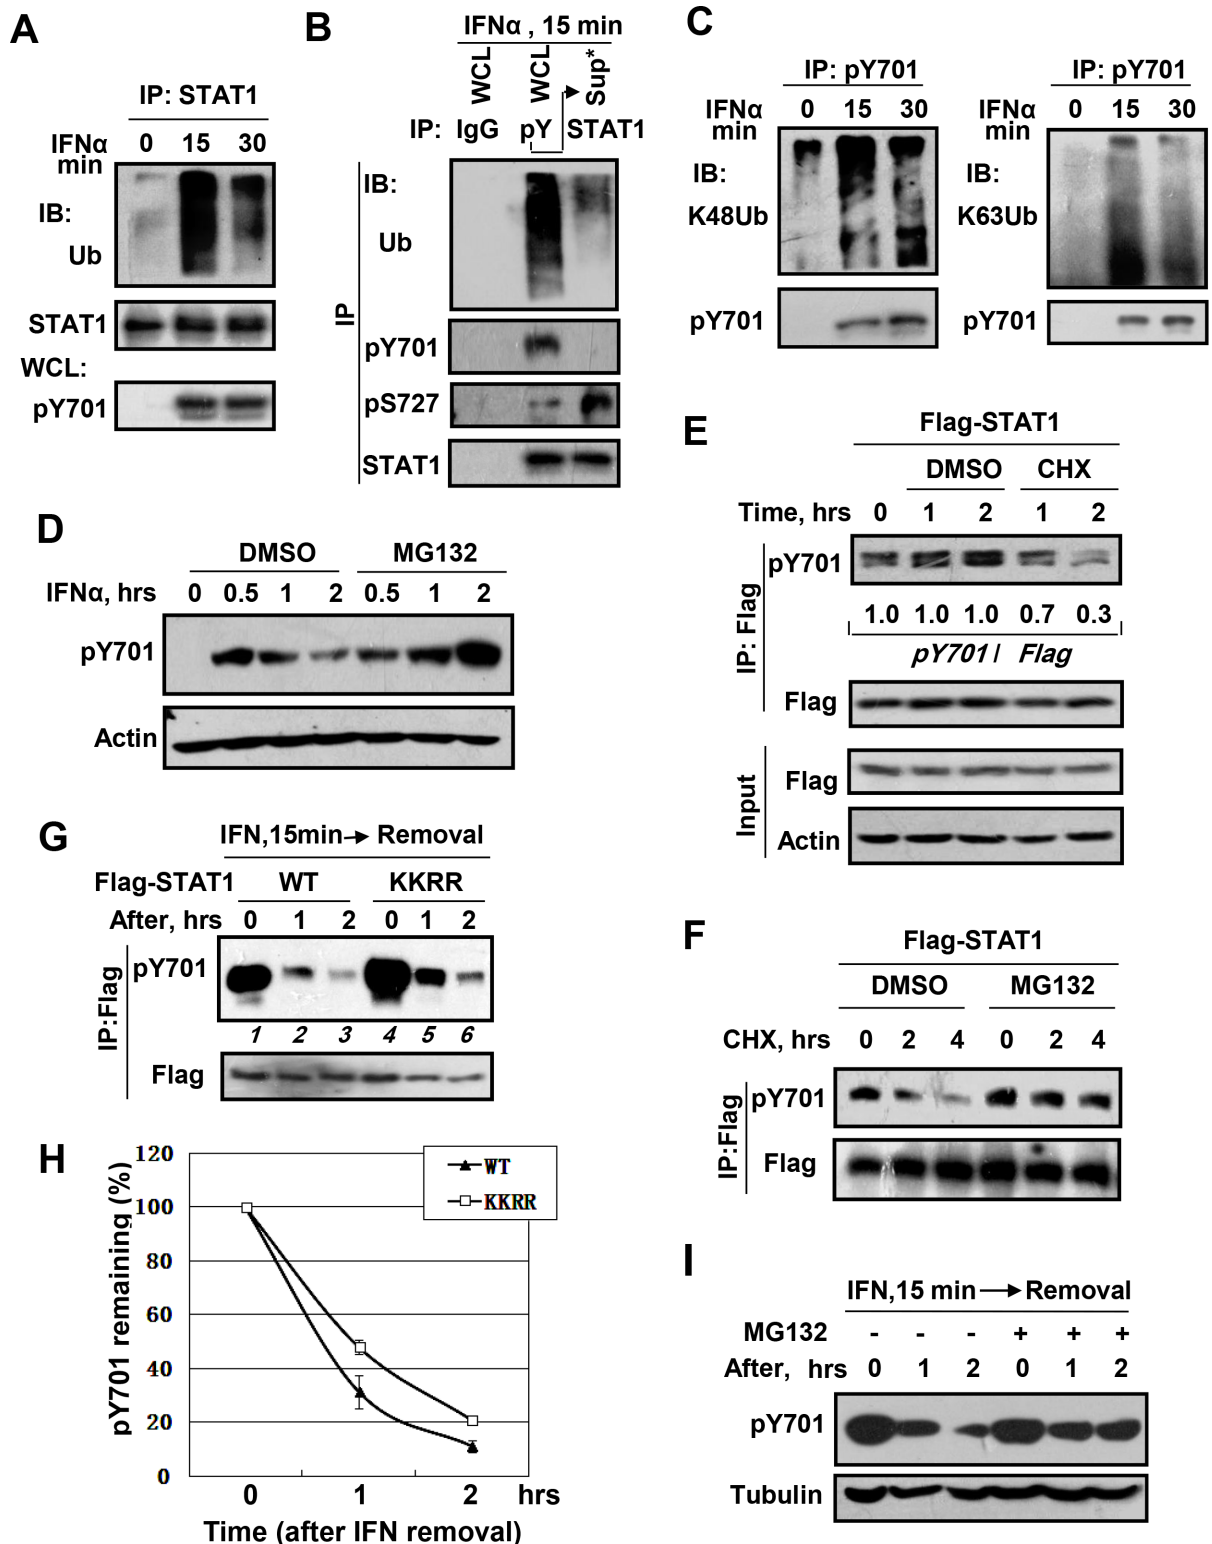 A
IP: STAT1
IFNα 0 15 30
min
IB:
Ub
STAT1
WCL:
pY701
B
IFNα , 15 min
WCL WCL Sup*
IP: IgG pY STAT1
IB:
Ub
IP
pY701
pS727
STAT1
C
IP: pY701
IFNα 0 15 30
min
IB:
K48Ub
pY701
IP: pY701
IFNα 0 15 30
min
IB:
K63Ub
pY701
D
DMSO MG132
IFNα, hrs 0 0.5 1 2 0.5 1 2
pY701
Actin
E
Flag-STAT1
DMSO CHX
Time, hrs 0 1 2 1 2
IP: Flag
pY701
1.0 1.0 1.0 0.7 0.3
pY701/ Flag
Flag
Input
Flag
Actin
F
Flag-STAT1
DMSO MG132
CHX, hrs 0 2 4 0 2 4
IP:Flag
pY701
Flag
G
IFN,15min Removal
Flag-STAT1 WT KKRR
After, hrs 0 1 2 0 1 2
IP:Flag
pY701
1 2 3 4 5 6
Flag
H
pY701 remaining (%)
120
100
80
60
40
20
0
WT
KKRR
0 1 2 hrs
Time (after IFN removal)
I
IFN,15 min Removal
MG132 - - - + + +
After, hrs 0 1 2 0 1 2
pY701
Tubulin